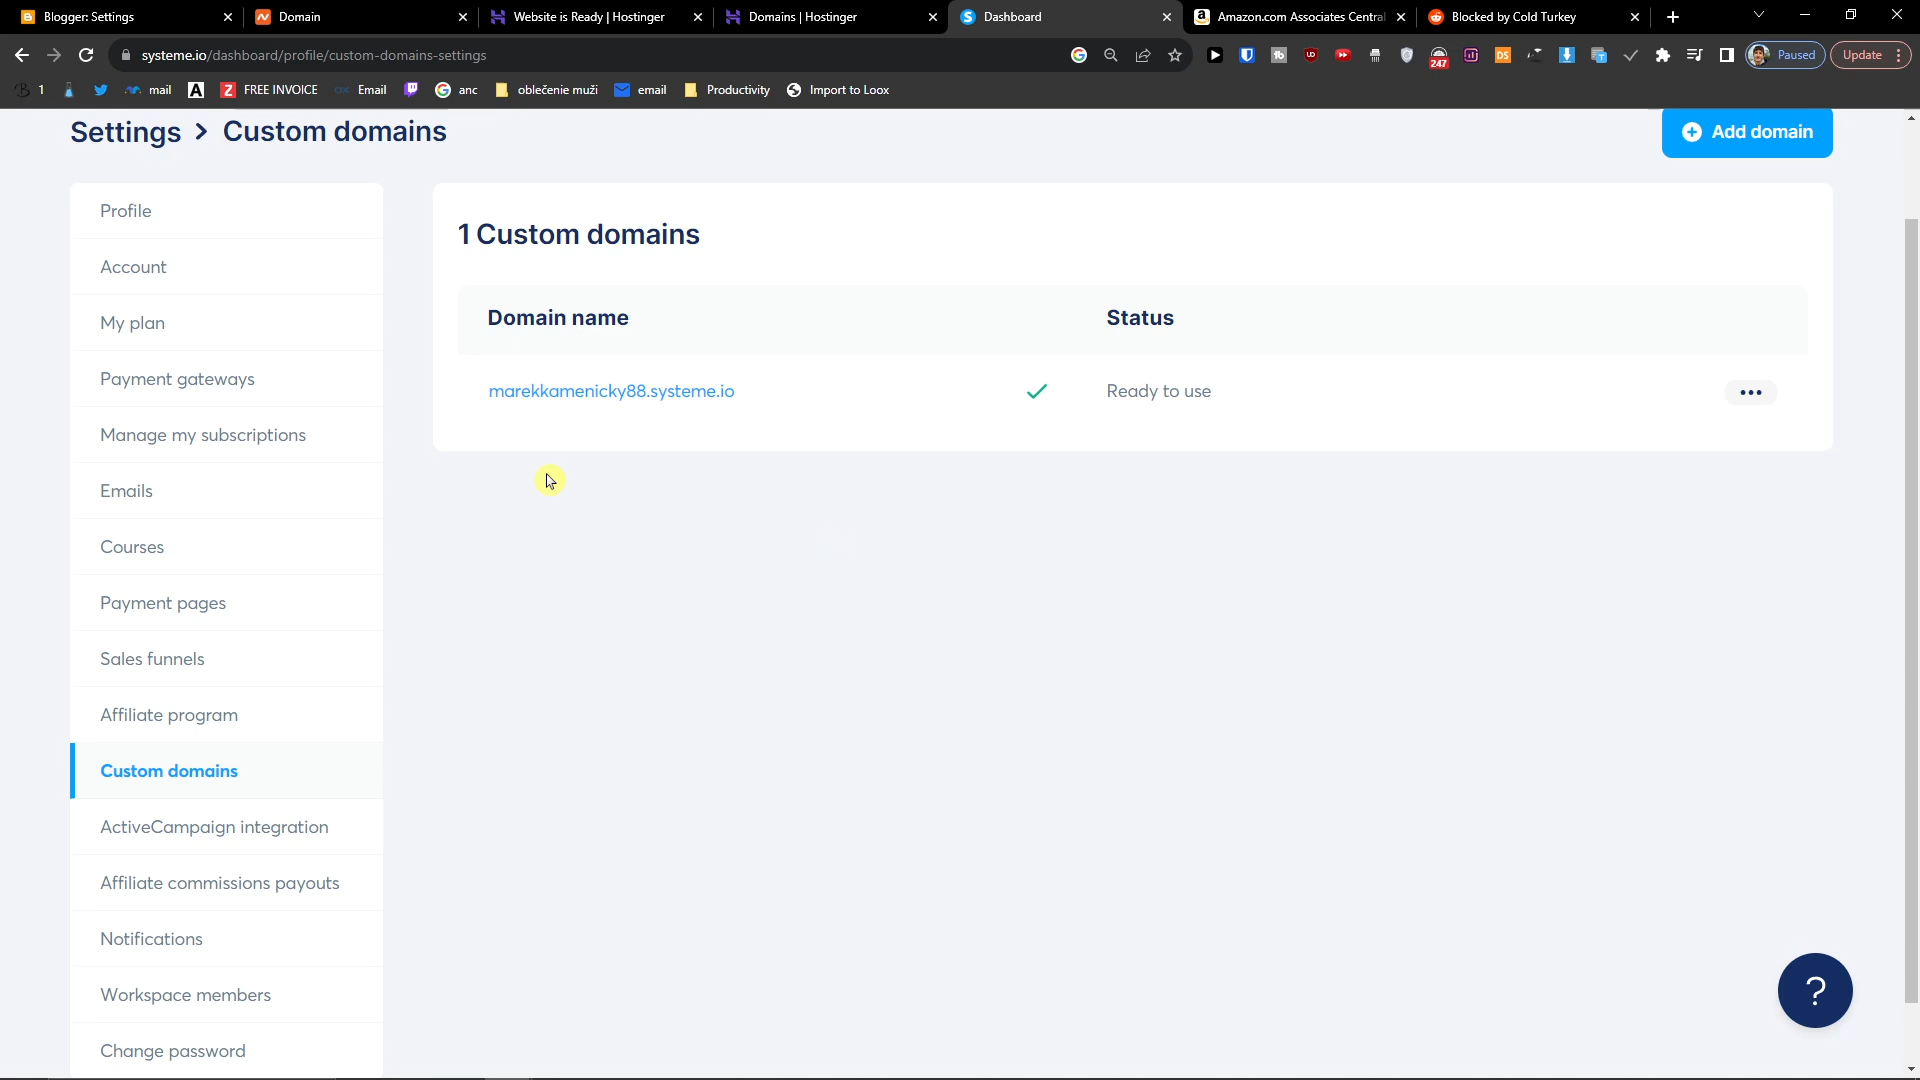 Blogger: Settings
Domain
Website is Ready | Hostinger
Domains | Hostinger
Dashboard
Amazon.com Associates Central
Blocked by Cold Turkey
systeme.io/dashboard/profile/custom-domains-settings
247
Paused
Update
1
mail
FREE INVOICE
Email
anc
oblečenie muži
email
Productivity
Import to Loox
Settings > Custom domains
Add domain
Profile
Account
My plan
Payment gateways
Manage my subscriptions
Emails
Courses
Payment pages
Sales funnels
Affiliate program
Custom domains
ActiveCampaign integration
Affiliate commissions payouts
Notifications
Workspace members
Change password
1 Custom domains
Domain name
Status
marekkamenicky88.systeme.io
Ready to use
?